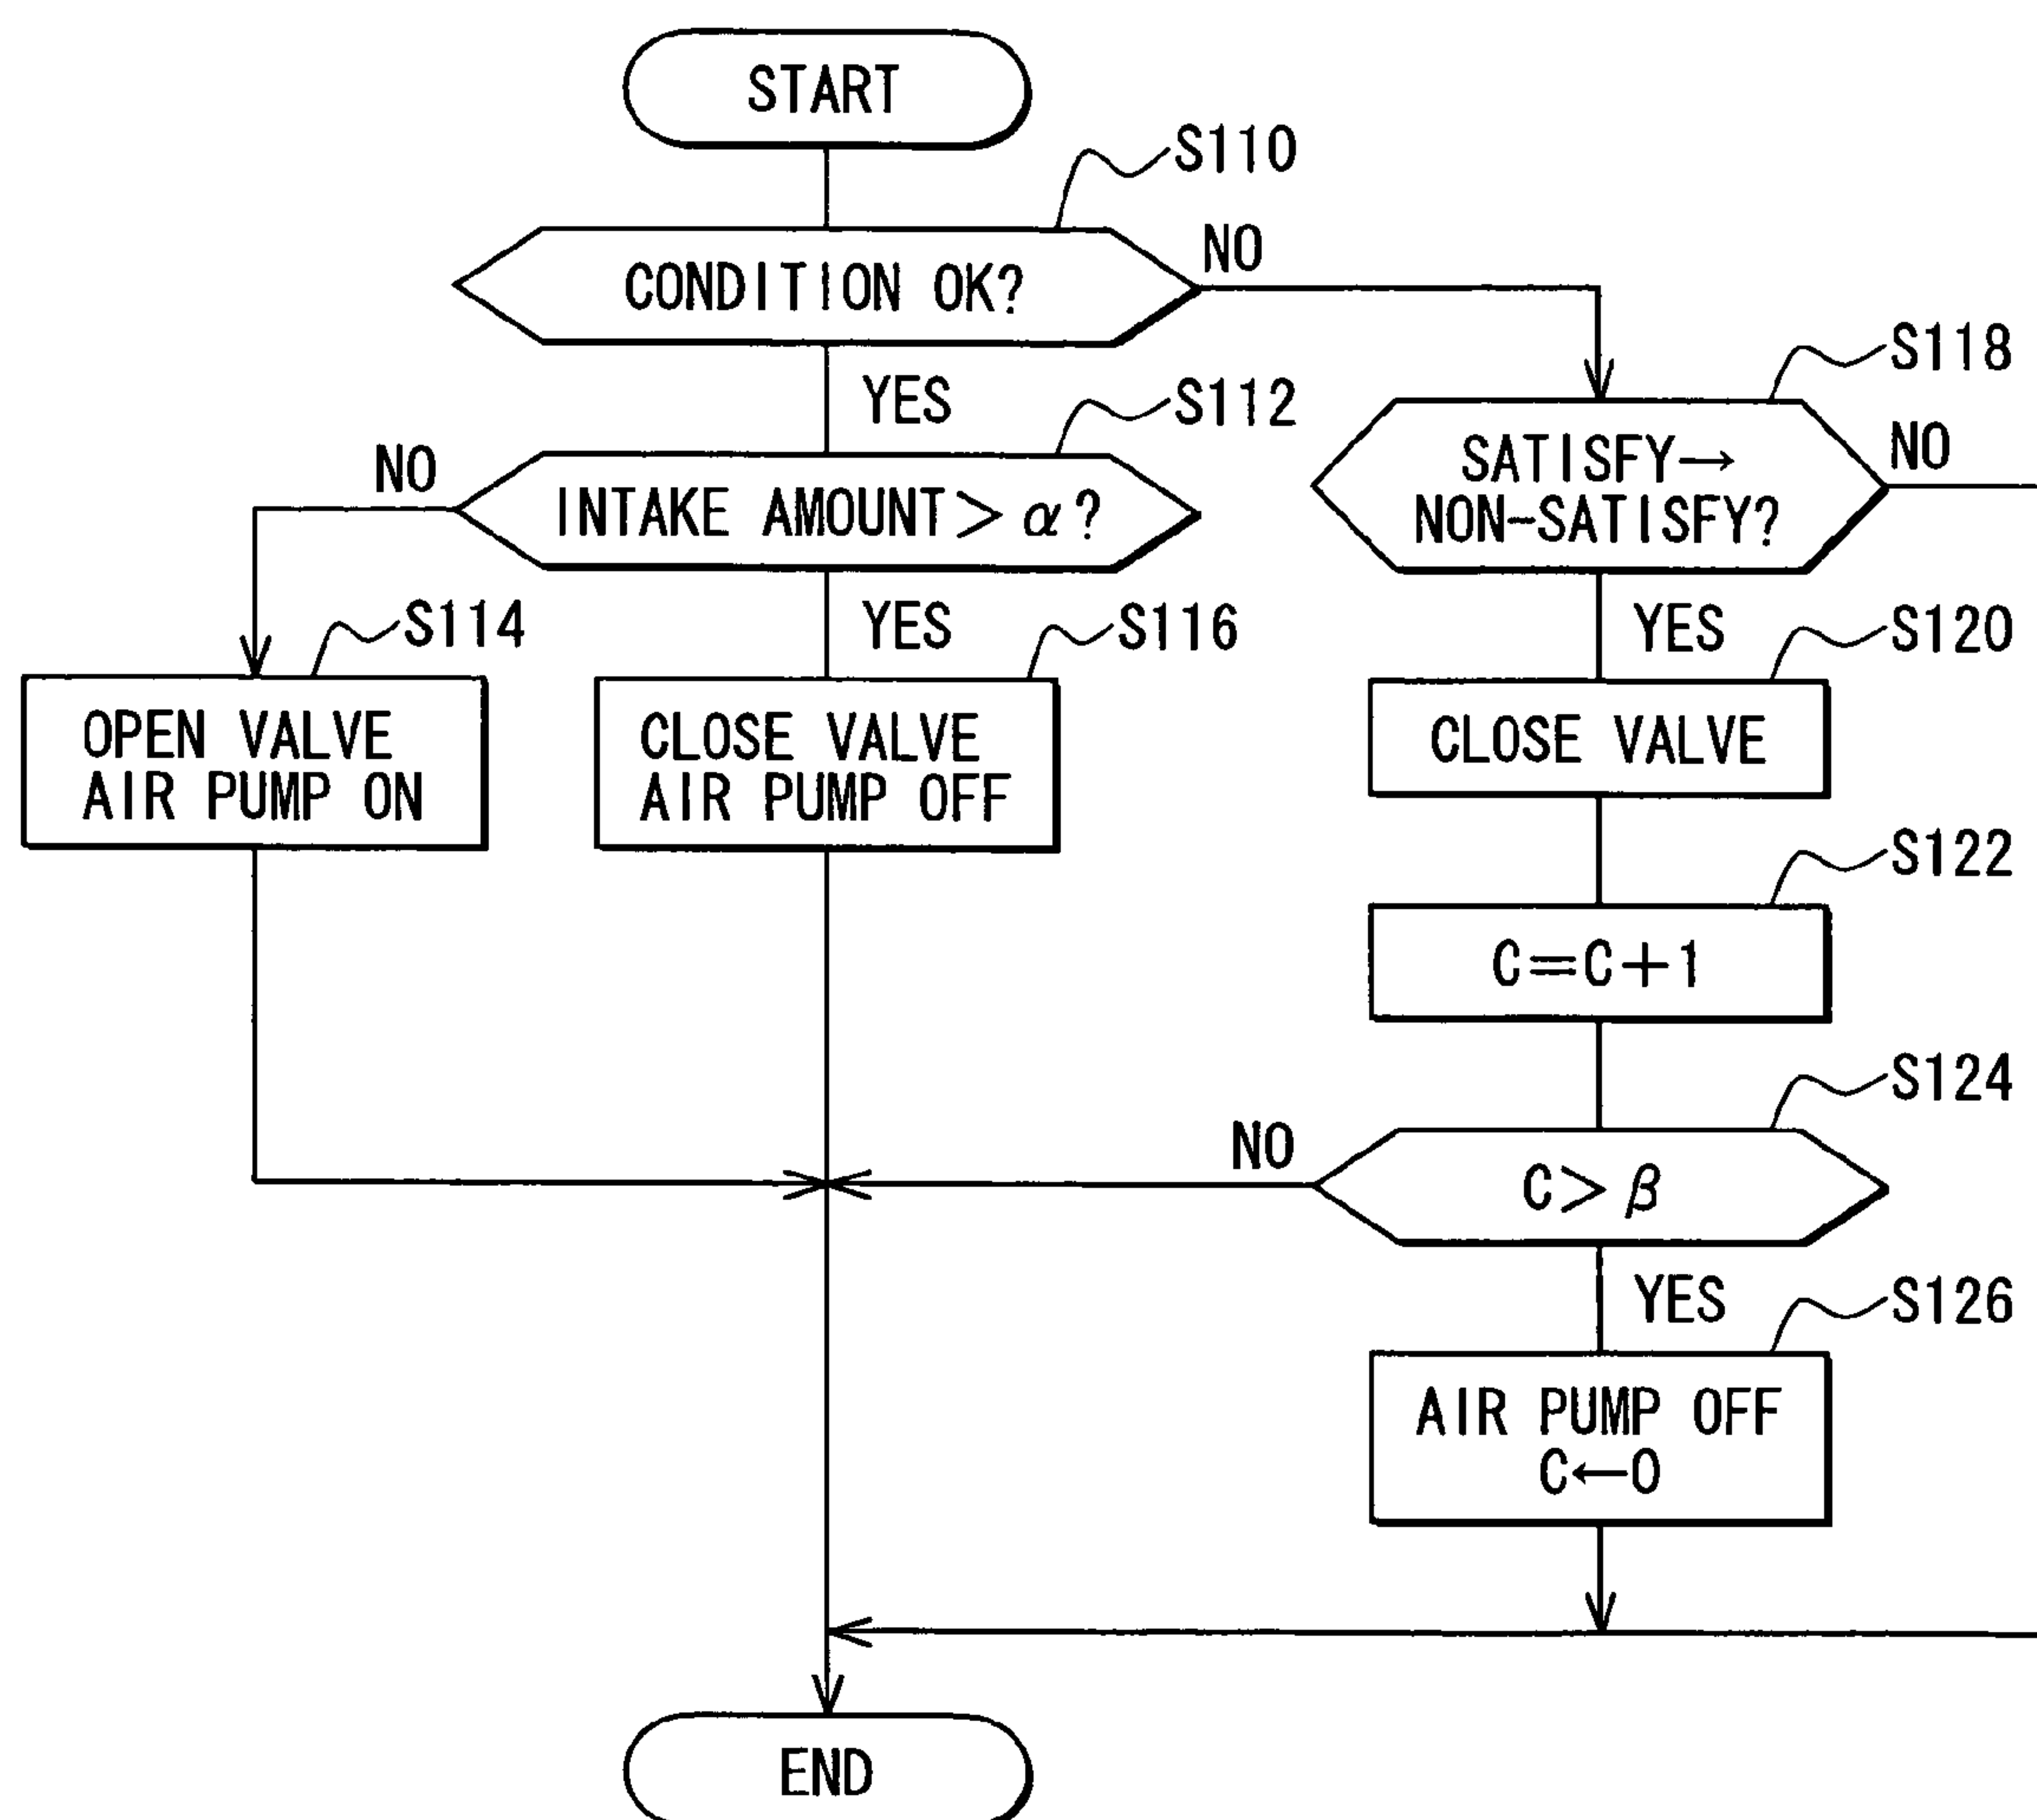 START
S110
CONDITION OK?
NO
YES
S112
INTAKE AMOUNT> α?
NO
YES
S114
OPEN VALVE
AIR PUMP ON
S116
CLOSE VALVE
AIR PUMP OFF
S118
SATISFY→
NON-SATISFY?
NO
YES
S120
CLOSE VALVE
S122
C=C+1
S124
C> β
NO
YES
S126
AIR PUMP OFF
C←0
END